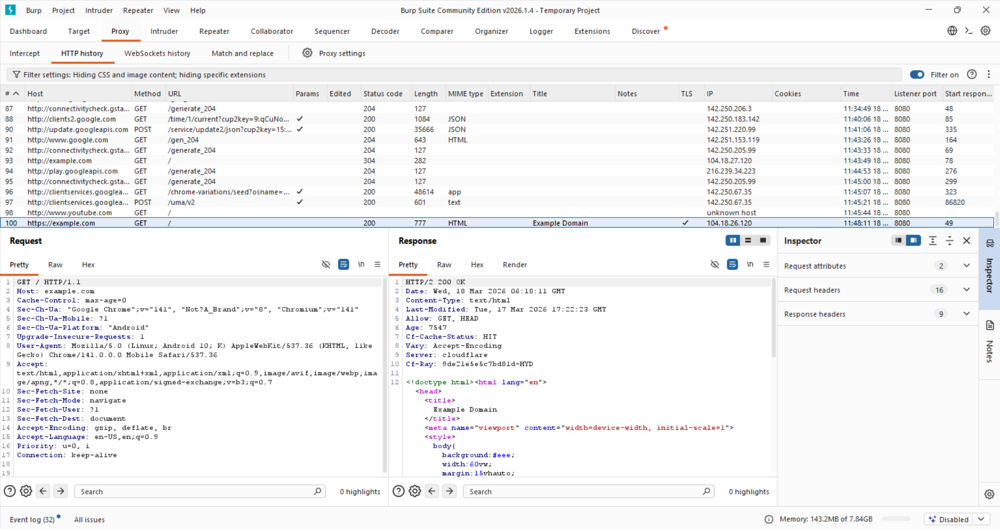 Burp Project Intruder Repeater View Help
Burp Suite Community Edition v2026.1.4 - Temporary Project
Dashboard Target Proxy Intruder Repeater Collaborator Sequencer Decoder Comparer Organizer Logger Extensions Discover
Intercept HTTP history WebSockets history Match and replace Proxy settings
Filter settings: Hiding CSS and image content; hiding specific extensions
Filter on
# Host Method URL Params Edited Status code Length MIME type Extension Title Notes TLS IP Cookies Time Listener port Start respon...
87 http://connectivitycheck.gsta... GET /generate_204 204 127 142.250.206.3 11:34:49 18 ... 8080 48
88 http://clients2.google.com GET /time/1/current?cup2key=9:qCuNo... ✓ 200 1084 JSON 142.250.183.142 11:40:06 18 ... 8080 85
90 http://update.googleapis.com POST /service/update2/json?cup2key=15:... ✓ 200 35666 JSON 142.251.220.99 11:41:06 18 ... 8080 335
91 http://www.google.com GET /gen_204 204 643 HTML 142.251.153.119 11:43:26 18 ... 8080 164
92 http://connectivitycheck.gsta... GET /generate_204 204 127 142.250.205.99 11:43:33 18 ... 8080 69
93 http://example.com GET / 304 282 104.18.27.120 11:43:49 18 ... 8080 78
94 http://play.googleapis.com GET /generate_204 204 127 216.239.34.223 11:44:53 18 ... 8080 276
95 http://connectivitycheck.gsta... GET /generate_204 204 127 142.250.205.99 11:45:00 18 ... 8080 299
96 http://clientservices.googlea... GET /chrome-variations/seed?osname=... ✓ 200 48614 app 142.250.67.35 11:45:07 18 ... 8080 323
97 http://clientservices.googlea... POST /uma/v2 ✓ 200 601 text 142.250.67.35 11:45:21 18 ... 8080 86820
98 http://www.youtube.com GET / unknown host 11:45:44 18 ... 8080
100 https://example.com GET / 200 777 HTML Example Domain ✓ 104.18.26.120 11:48:11 18 ... 8080 49
Request
Pretty Raw Hex
\n
1 GET / HTTP/1.1
2 Host: example.com
3 Cache-Control: max-age=0
4 Sec-Ch-Ua: "Google Chrome";v="141", "Not?A_Brand";v="8", "Chromium";v="141"
5 Sec-Ch-Ua-Mobile: ?1
6 Sec-Ch-Ua-Platform: "Android"
7 Upgrade-Insecure-Requests: 1
8 User-Agent: Mozilla/5.0 (Linux; Android 10; K) AppleWebKit/537.36 (KHTML, like
Gecko) Chrome/141.0.0.0 Mobile Safari/537.36
9 Accept:
text/html,application/xhtml+xml,application/xml;q=0.9,image/avif,image/webp,ima
ge/apng,*/*;q=0.8,application/signed-exchange;v=b3;q=0.7
10 Sec-Fetch-Site: none
11 Sec-Fetch-Mode: navigate
12 Sec-Fetch-User: ?1
13 Sec-Fetch-Dest: document
14 Accept-Encoding: gzip, deflate, br
15 Accept-Language: en-US,en;q=0.9
16 Priority: u=0, i
17 Connection: keep-alive
18
19
Search
0 highlights
Response
Pretty Raw Hex Render
\n
1 HTTP/2 200 OK
2 Date: Wed, 18 Mar 2026 06:18:11 GMT
3 Content-Type: text/html
4 Last-Modified: Tue, 17 Mar 2026 17:22:23 GMT
5 Allow: GET, HEAD
6 Age: 7547
7 Cf-Cache-Status: HIT
8 Vary: Accept-Encoding
9 Server: cloudflare
10 Cf-Ray: 9de21e5e5c7bd81d-HYD
11
12 <!doctype html><html lang="en">
<head>
<title>
Example Domain
</title>
<meta name="viewport" content="width=device-width, initial-scale=1">
<style>
body{
background:#eee;
width:60vw;
margin:15vhauto;
Search
0 highlights
Inspector
Request attributes 2
Request headers 16
Response headers 9
Inspector
Notes
Event log (32) All issues
Memory: 143.2MB of 7.84GB
Disabled